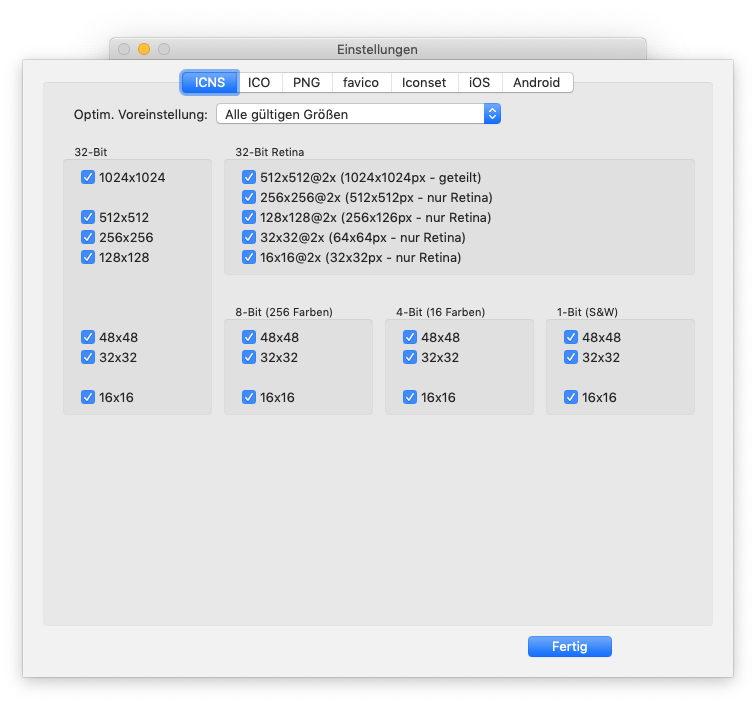 Einstellungen
ICNS ICO PNG favico Iconset iOS Android
Optim. Voreinstellung: Alle gültigen Größen
32-Bit
1024x1024
512x512
256x256
128x128
48x48
32x32
16x16
32-Bit Retina
512x512@2x (1024x1024px - geteilt)
256x256@2x (512x512px - nur Retina)
128x128@2x (256x126px - nur Retina)
32x32@2x (64x64px - nur Retina)
16x16@2x (32x32px - nur Retina)
8-Bit (256 Farben)
48x48
32x32
16x16
4-Bit (16 Farben)
48x48
32x32
16x16
1-Bit (S&W)
48x48
32x32
16x16
Fertig